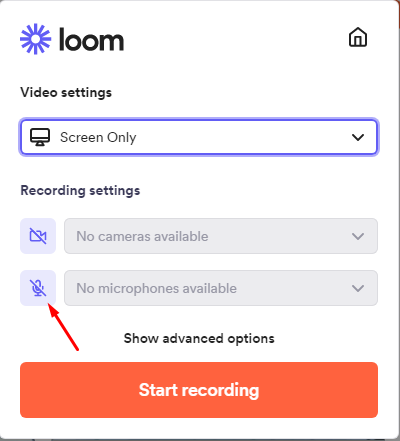 loom
Video settings
Screen Only
Recording settings
No cameras available
No microphones available
Show advanced options
Start recording